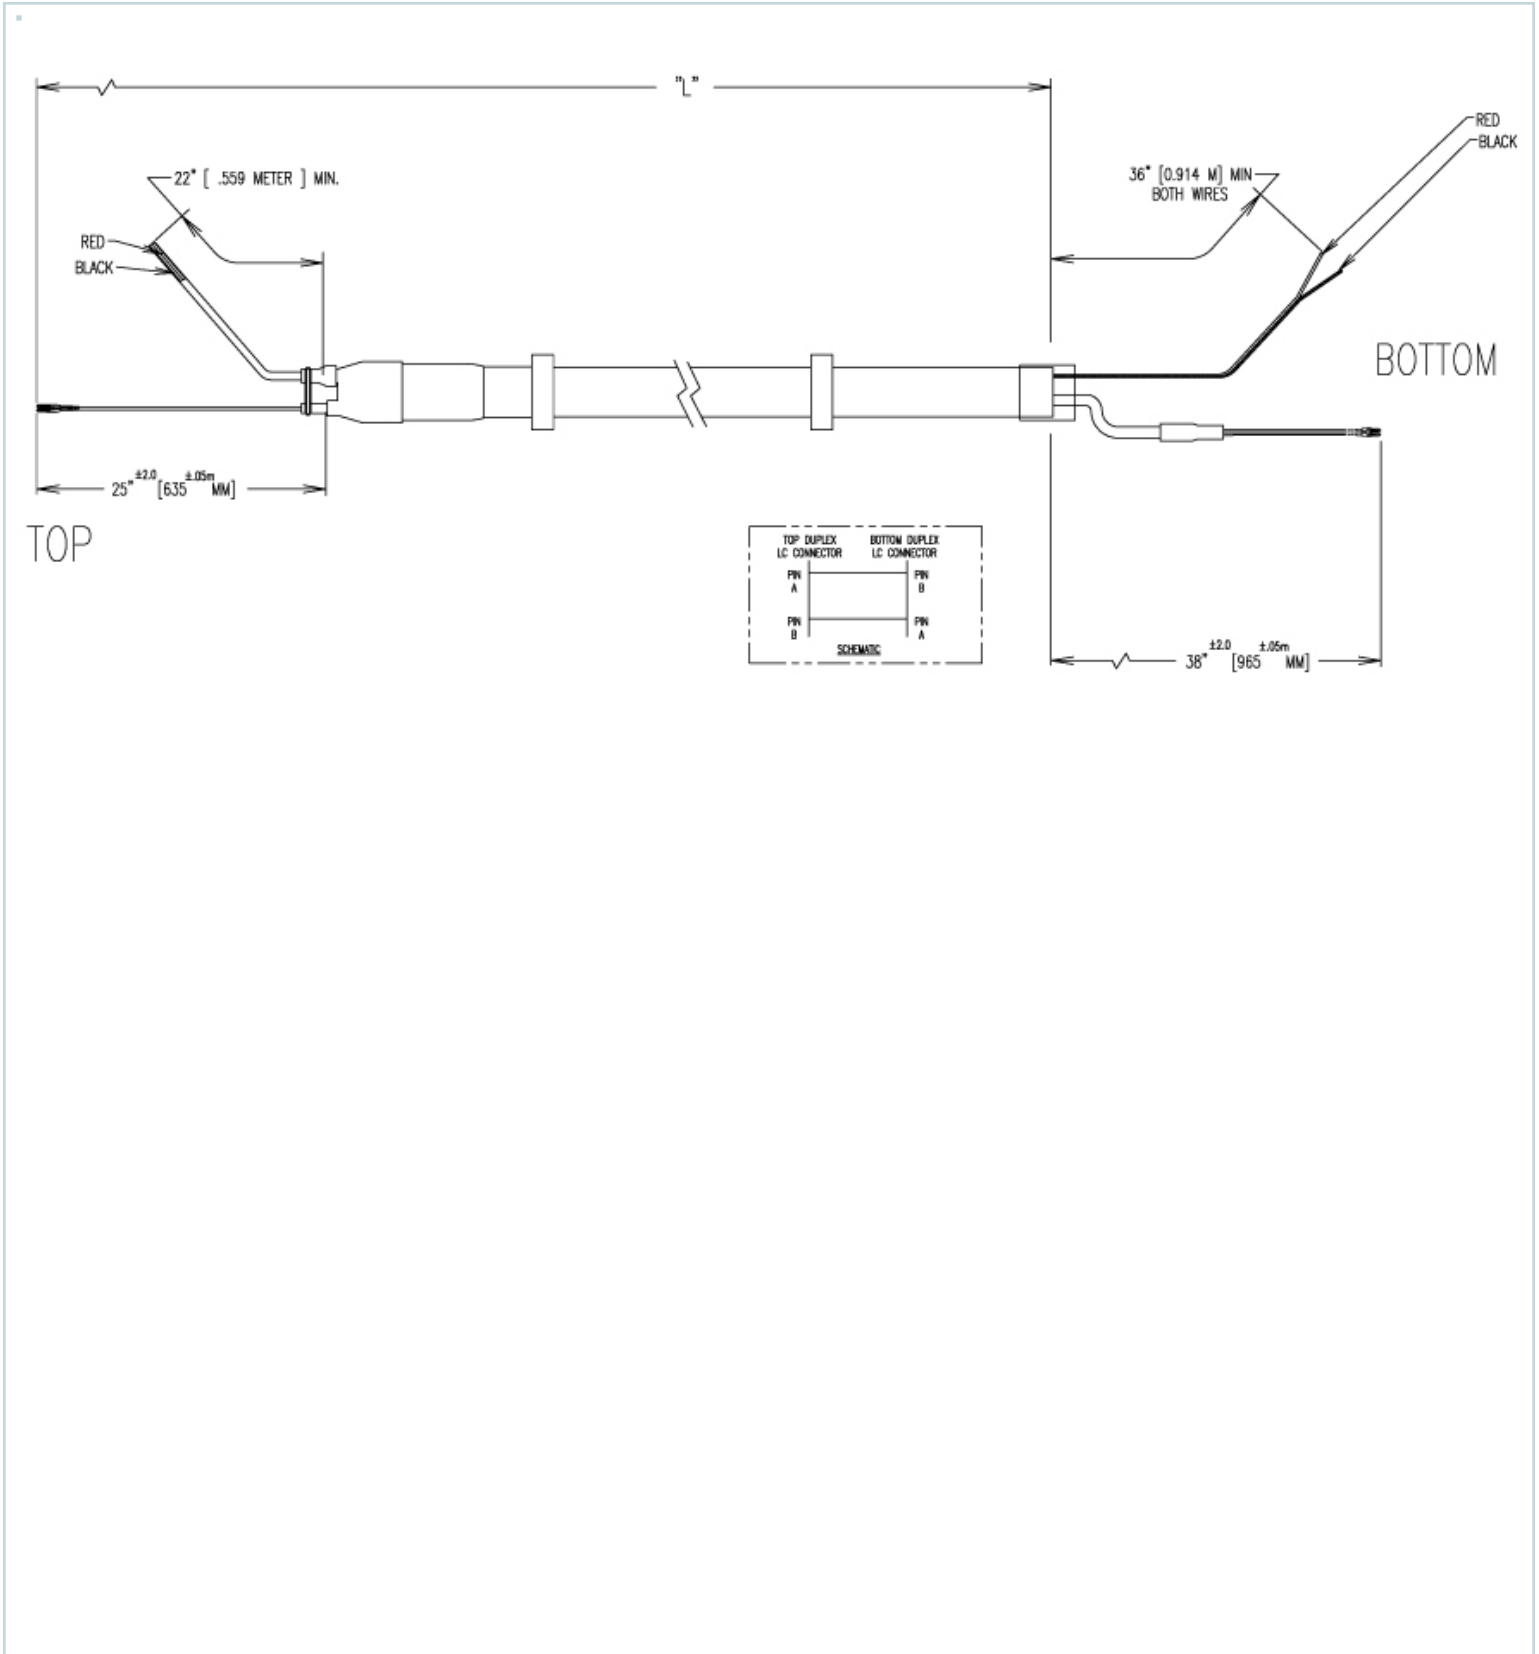 "L"
RED
BLACK
22" [ .559 METER ] MIN.
36" [0.914 M] MIN
BOTH WIRES
RED
BLACK
BOTTOM
25" ±2.0 [635 ±.05m MM]
TOP
TOP DUPLEX BOTTOM DUPLEX
LC CONNECTOR LC CONNECTOR
PIN PIN
A B
PIN PIN
B A
SCHEMATIC
38" ±2.0 [965 ±.05m MM]